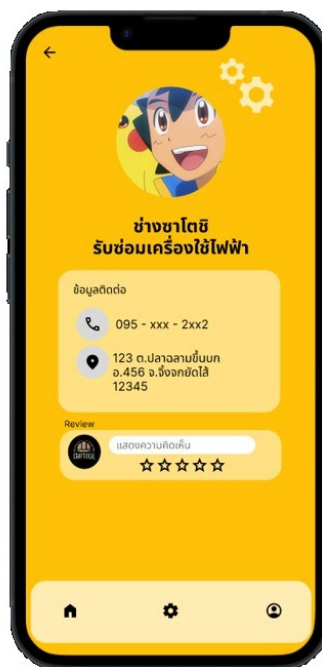 ช่างซาโตชิ
รับซ่อมเครื่องใช้ไฟฟ้า
ข้อมูลติดต่อ
095 - xxx - 2xx2
123 ต.ปลาฉลามขึ้นบก
อ.456 จ.จิ้งจกยัดไส้
12345
Review
แสดงความคิดเห็น